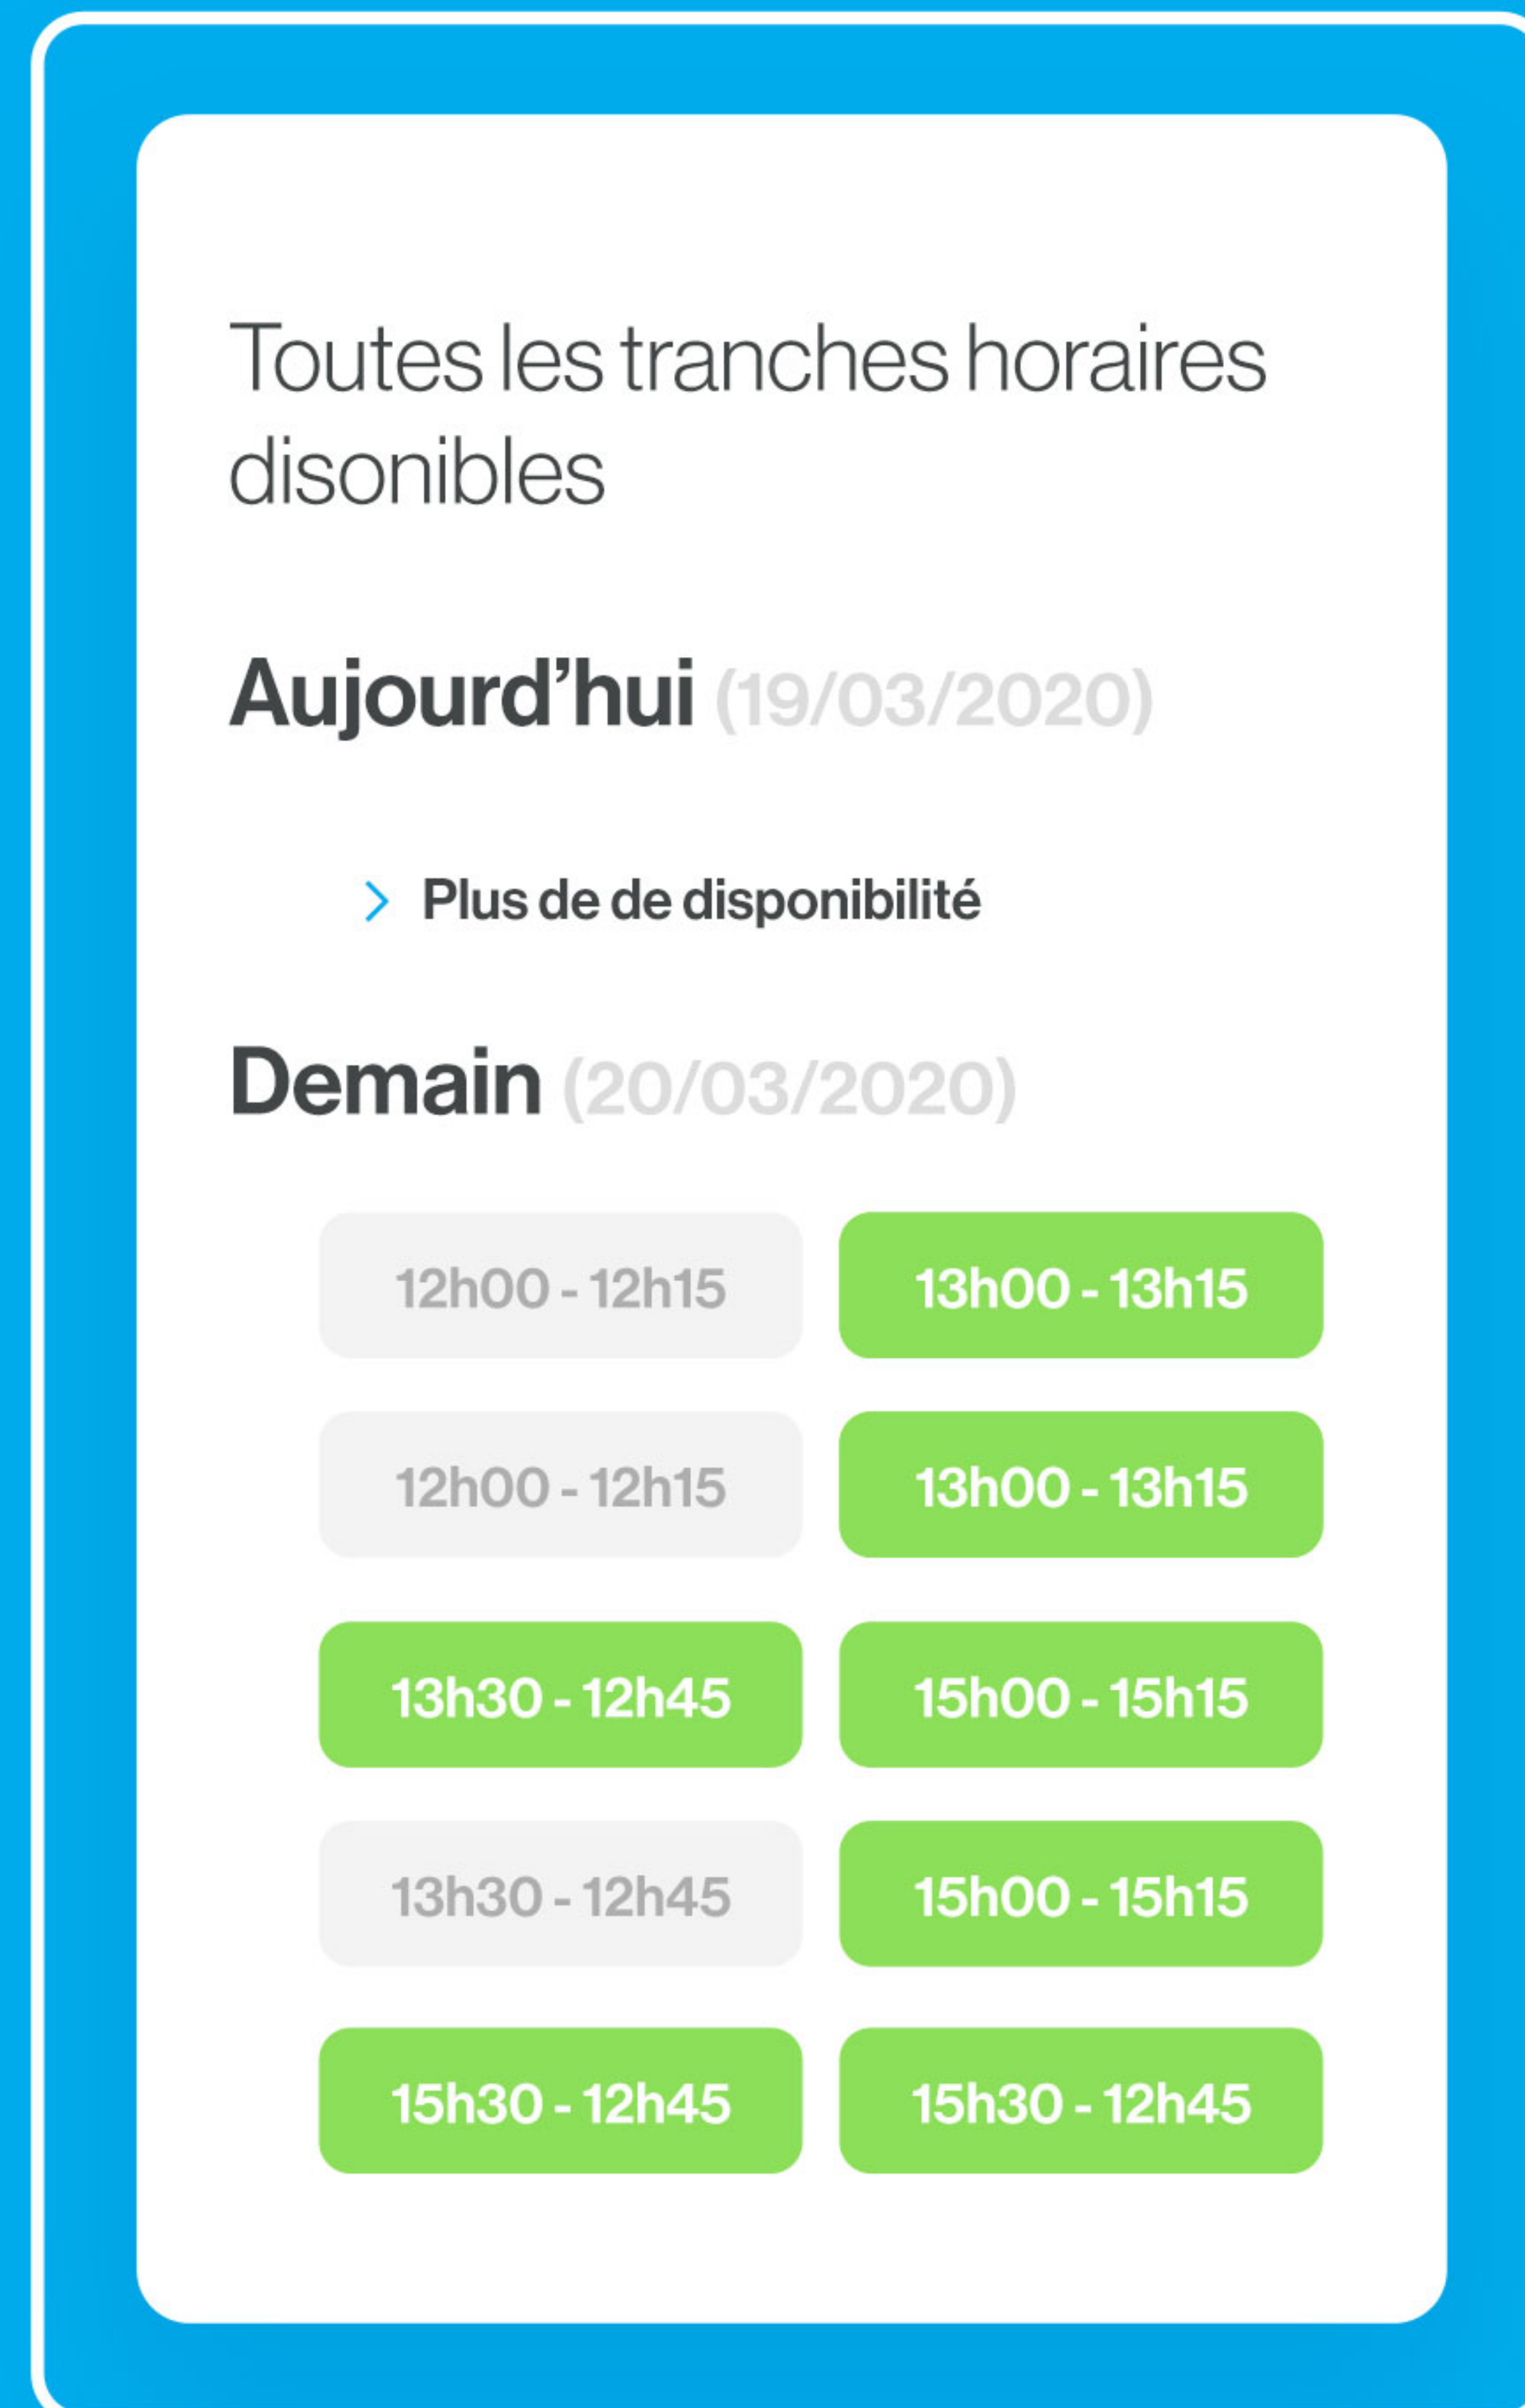 Toutes les tranches horaires
disonibles
Aujourd’hui (19/03/2020)
Plus de de disponibilité
Demain (20/03/2020)
12h00 - 12h15 13h00 - 13h15
12h00 - 12h15 13h00 - 13h15
13h30 - 12h45 15h00 - 15h15
13h30 - 12h45 15h00 - 15h15
15h30 - 12h45 15h30 - 12h45